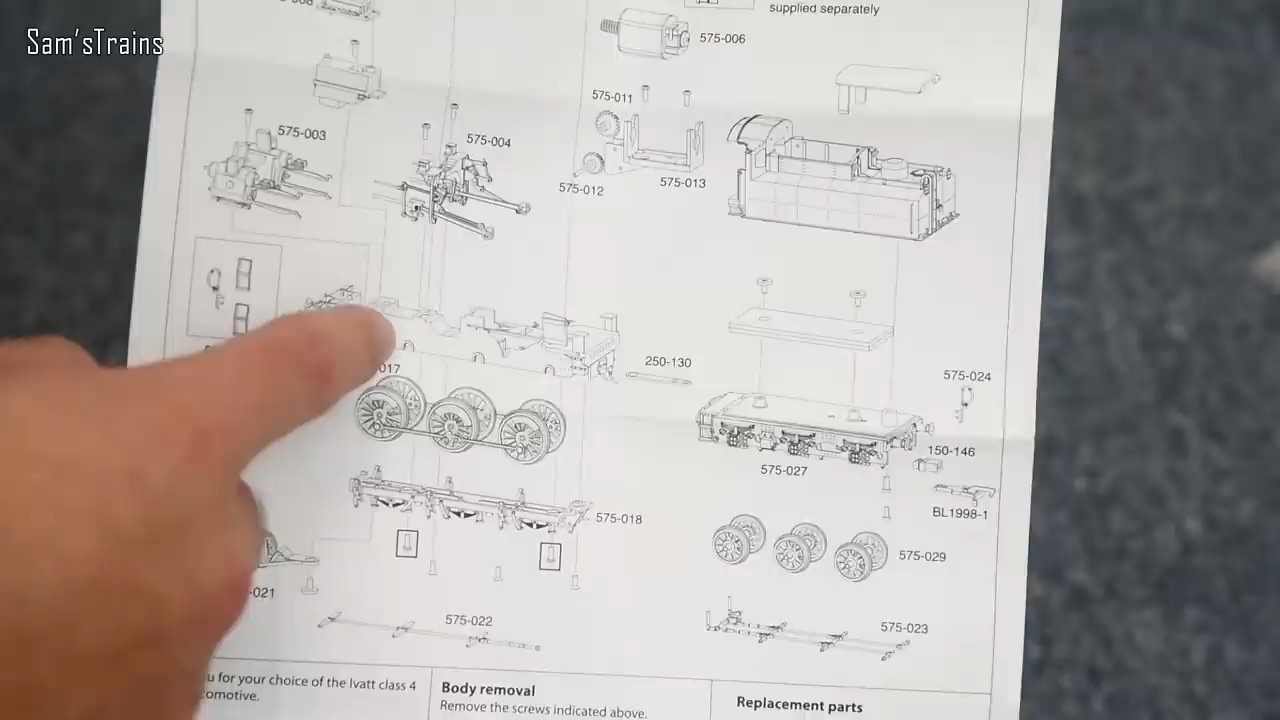 Sam'sTrains
supplied separately
575-006
575-011
575-003
575-004
575-012
575-013
250-130
575-024
017
150-146
575-027
BL1998-1
575-018
575-029
-021
575-022
575-023
u for your choice of the Ivatt class 4
comotive.
Body removal
Remove the screws indicated above.
Replacement parts